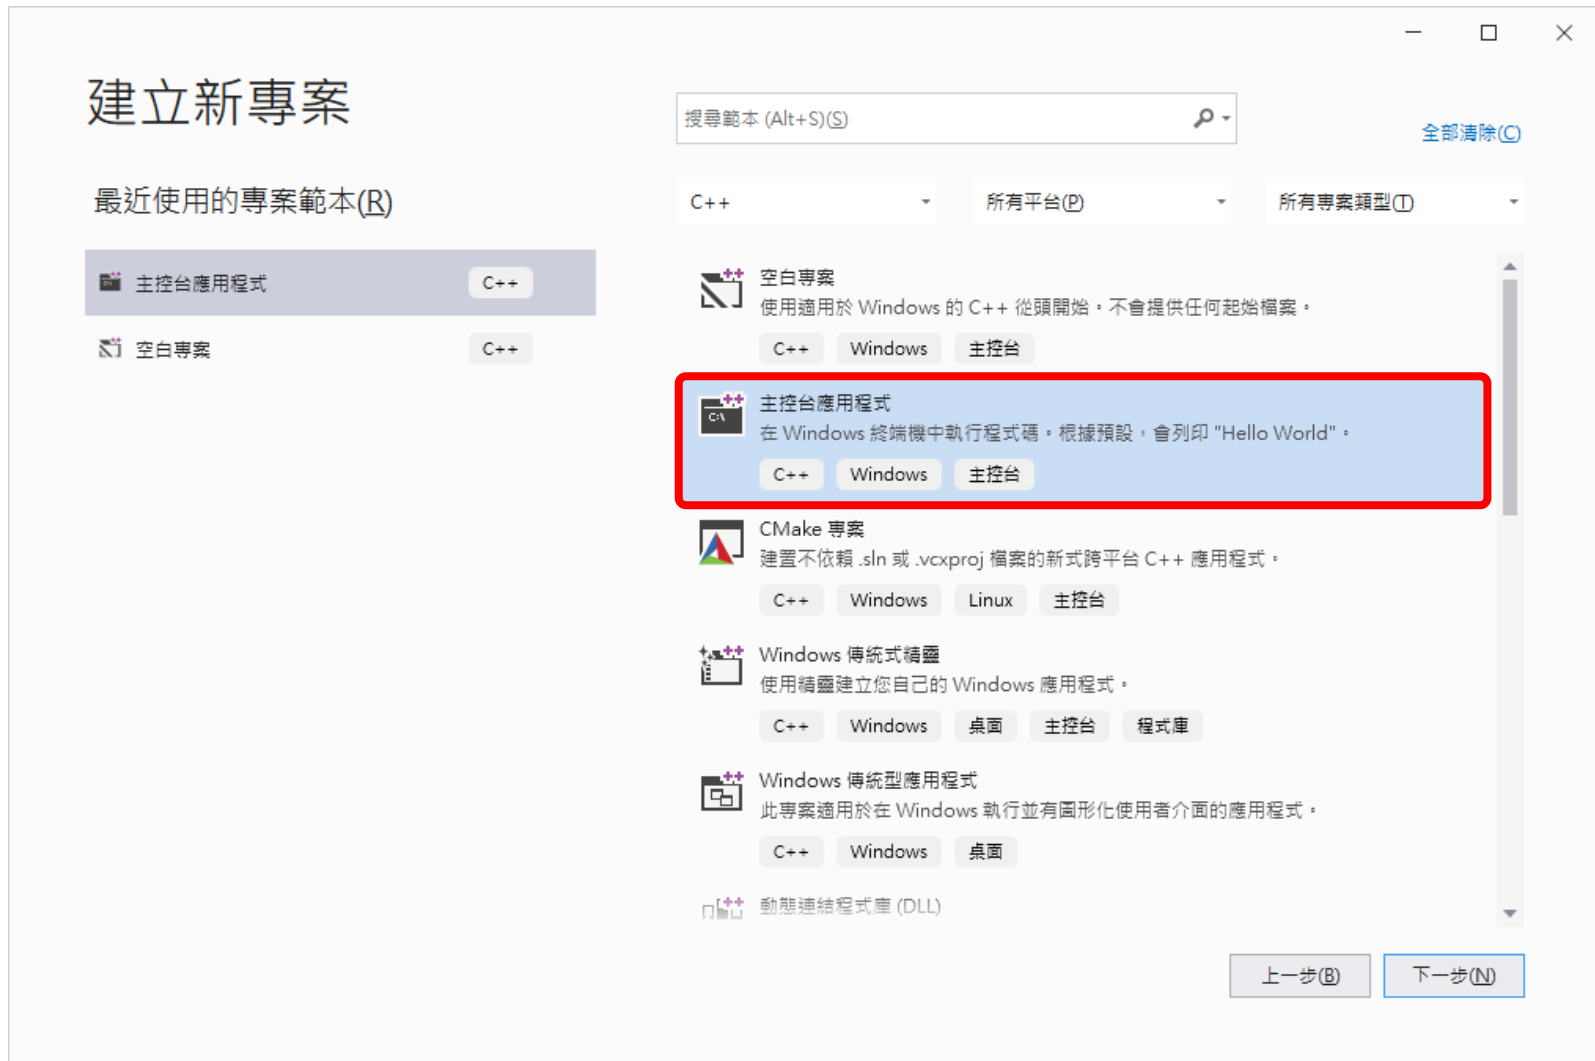 建立新專案
搜尋範本 (Alt+S)(S)
全部清除(C)
最近使用的專案範本(R)
C++
所有平台(P)
所有專案類型(T)
主控台應用程式
C++
空白專案
C++
空白專案
使用適用於 Windows 的 C++ 從頭開始。不會提供任何起始檔案。
C++ Windows 主控台
主控台應用程式
在 Windows 終端機中執行程式碼。根據預設，會列印 "Hello World"。
C++ Windows 主控台
CMake 專案
建置不依賴 .sln 或 .vcxproj 檔案的新式跨平台 C++ 應用程式。
C++ Windows Linux 主控台
Windows 傳統式精靈
使用精靈建立您自己的 Windows 應用程式。
C++ Windows 桌面 主控台 程式庫
Windows 傳統型應用程式
此專案適用於在 Windows 執行並有圖形化使用者介面的應用程式。
C++ Windows 桌面
動態連結程式庫 (DLL)
上一步(B)
下一步(N)